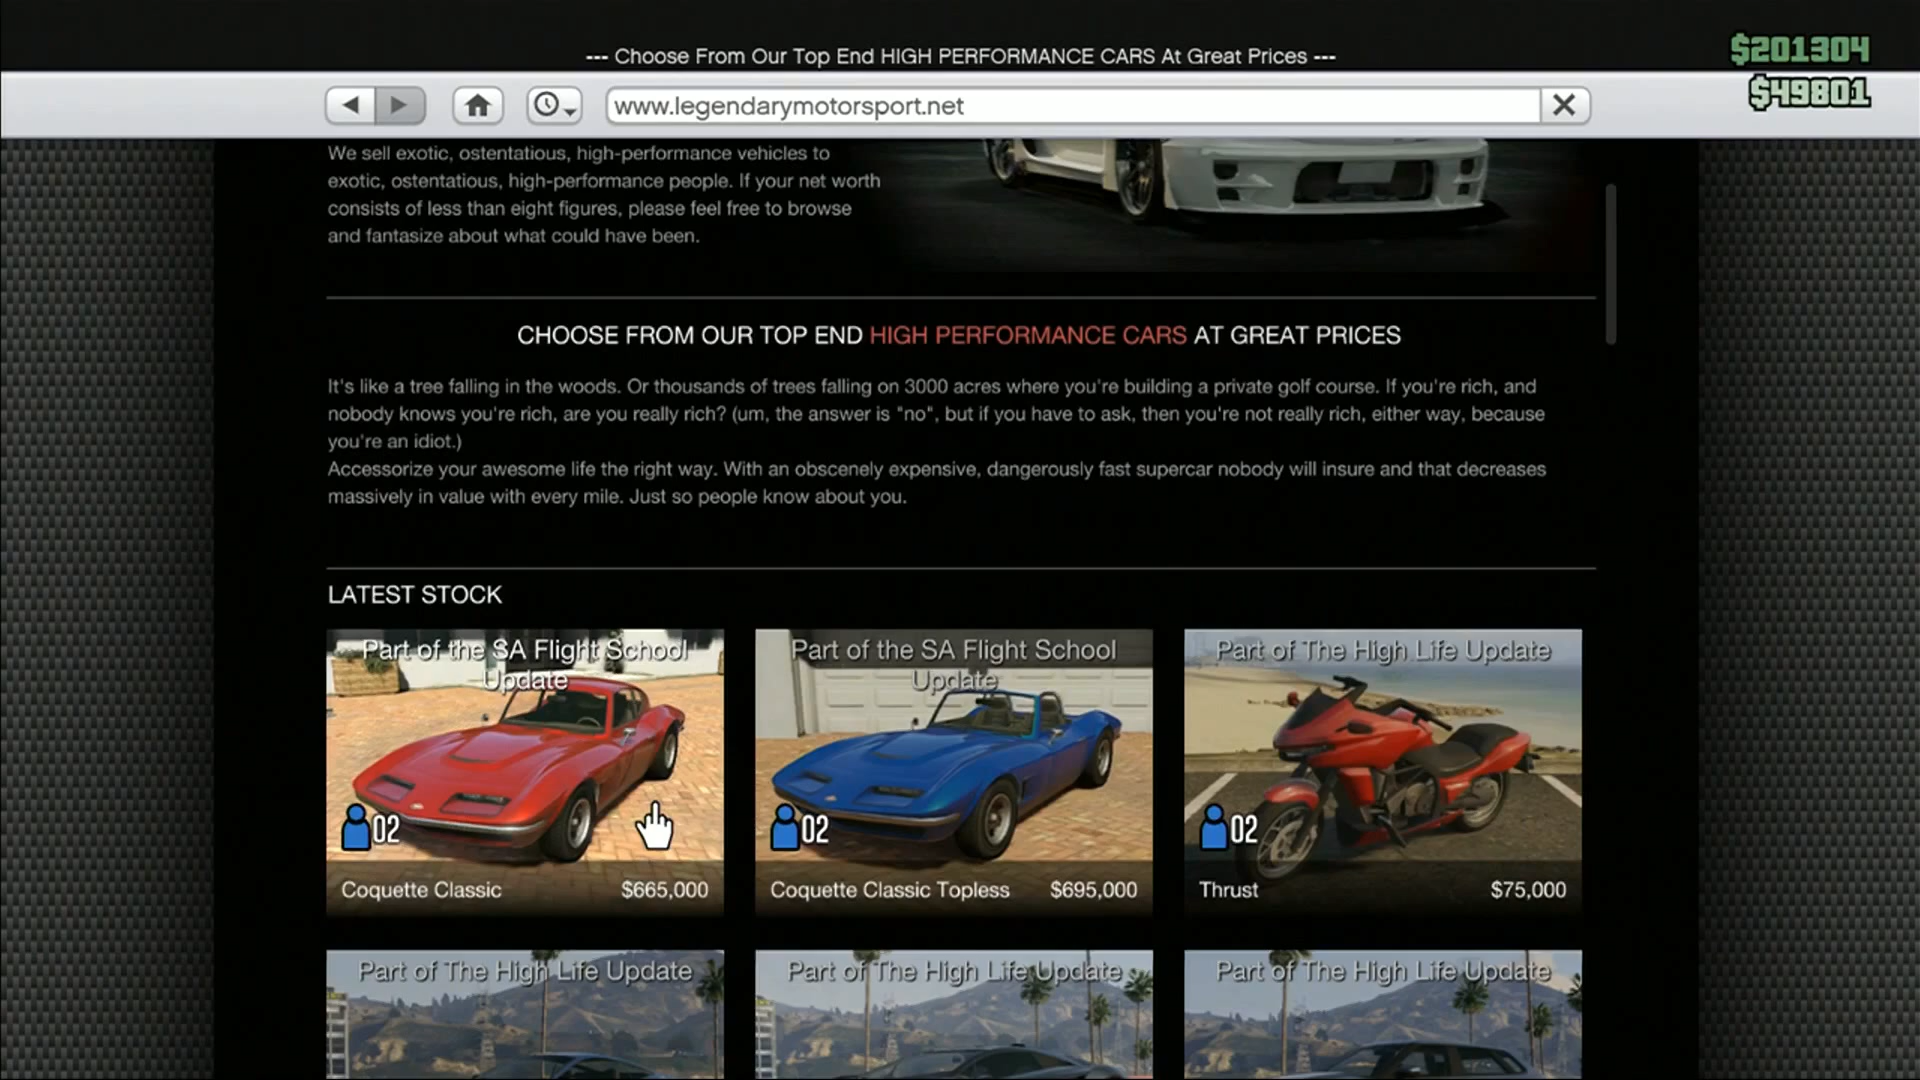 --- Choose From Our Top End HIGH PERFORMANCE CARS At Great Prices ---
$201304
$49801
www.legendarymotorsport.net
We sell exotic, ostentatious, high-performance vehicles to
exotic, ostentatious, high-performance people. If your net worth
consists of less than eight figures, please feel free to browse
and fantasize about what could have been.
CHOOSE FROM OUR TOP END HIGH PERFORMANCE CARS AT GREAT PRICES
It's like a tree falling in the woods. Or thousands of trees falling on 3000 acres where you're building a private golf course. If you're rich, and
nobody knows you're rich, are you really rich? (um, the answer is "no", but if you have to ask, then you're not really rich, either way, because
you're an idiot.)
Accessorize your awesome life the right way. With an obscenely expensive, dangerously fast supercar nobody will insure and that decreases
massively in value with every mile. Just so people know about you.
LATEST STOCK
Part of the SA Flight School
Update
02
Coquette Classic $665,000
Part of the SA Flight School
Update
02
Coquette Classic Topless $695,000
Part of The High Life Update
02
Thrust $75,000
Part of The High Life Update
Part of The High Life Update
Part of The High Life Update